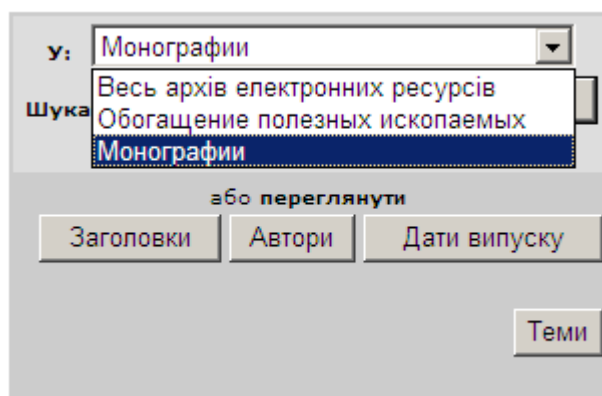 У: Монографии
Весь архів електронних ресурсів
Шука
Обогащение полезных ископаемых
Монографии
або переглянути
Заголовки Автори Дати випуску
Теми